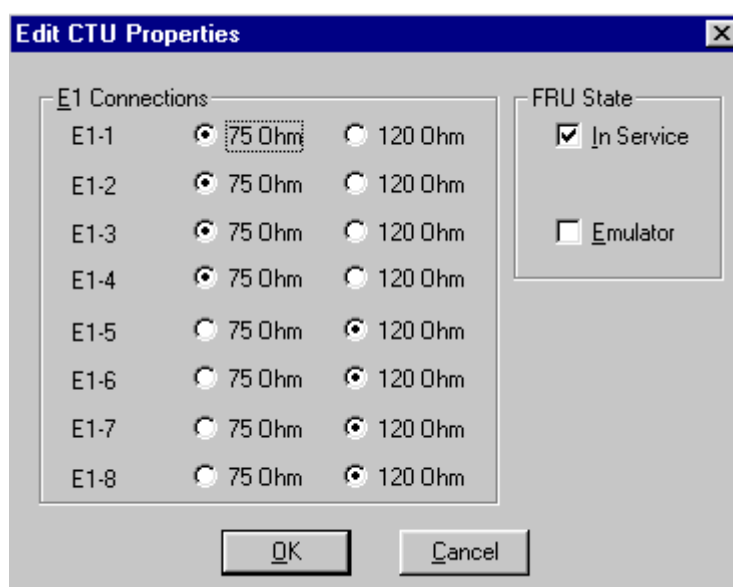 Edit CTU Properties
E1 Connections
E1-1 75 Ohm 120 Ohm
E1-2 75 Ohm 120 Ohm
E1-3 75 Ohm 120 Ohm
E1-4 75 Ohm 120 Ohm
E1-5 75 Ohm 120 Ohm
E1-6 75 Ohm 120 Ohm
E1-7 75 Ohm 120 Ohm
E1-8 75 Ohm 120 Ohm
FRU State
In Service
Emulator
OK Cancel